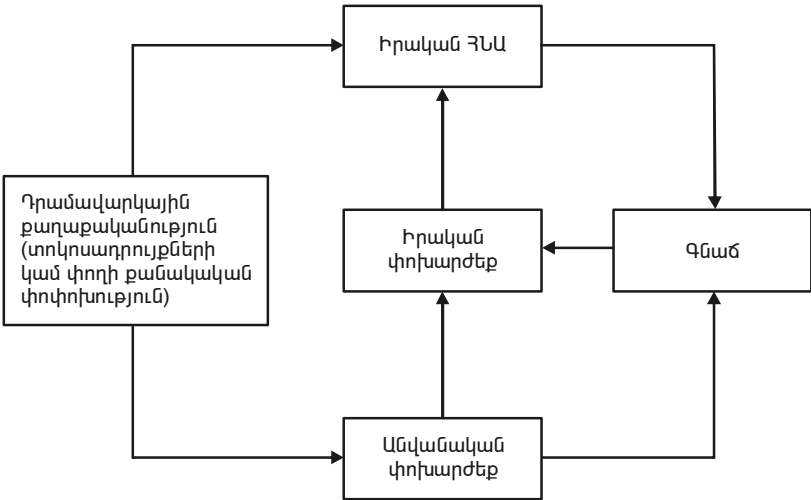 Իրական ՀՆԱ
Դրամավարկային
քաղաքականություն
(տոկոսադրույքների
կամ փողի քանակական
փոփոխություն)
Իրական
փոխարժեք
Գնաճ
Անվանական
փոխարժեք